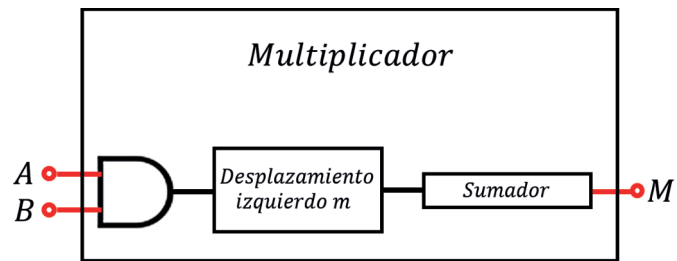 Multiplicador
A
B
Desplazamiento
izquierdo m
Sumador
M